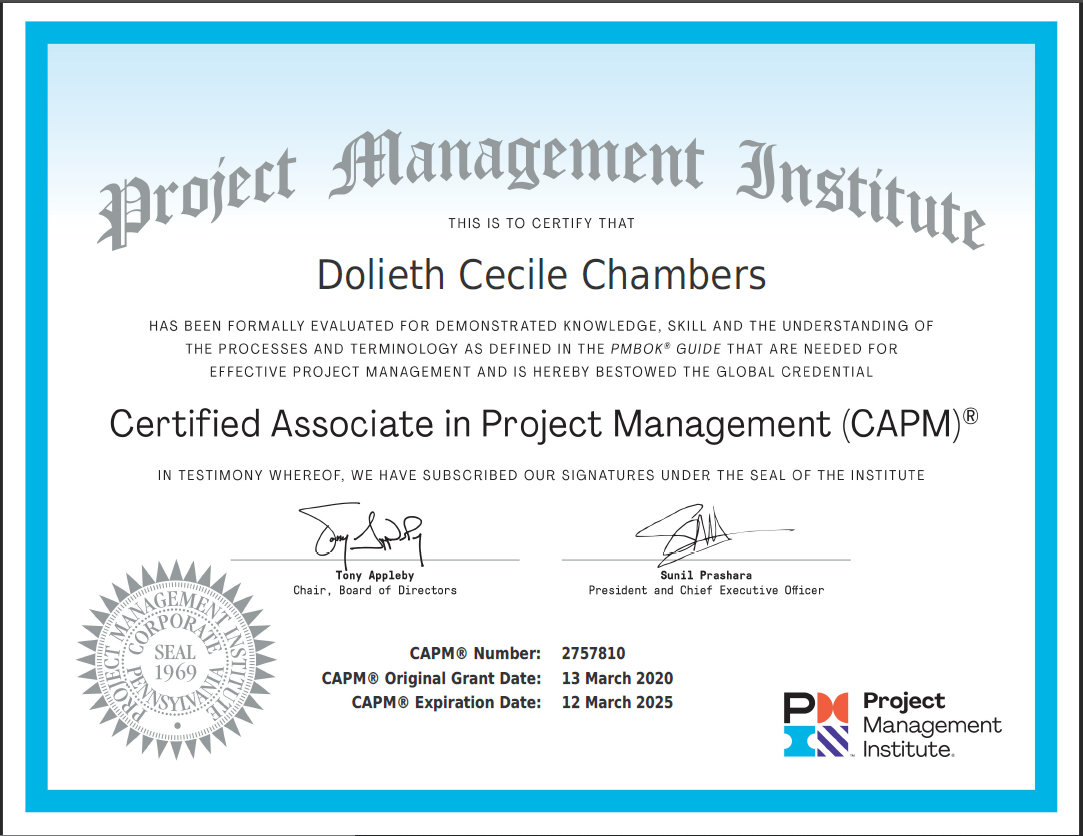 Project Management Institute
THIS IS TO CERTIFY THAT
Dolieth Cecile Chambers
HAS BEEN FORMALLY EVALUATED FOR DEMONSTRATED KNOWLEDGE, SKILL AND THE UNDERSTANDING OF
THE PROCESSES AND TERMINOLOGY AS DEFINED IN THE PMBOK® GUIDE THAT ARE NEEDED FOR
EFFECTIVE PROJECT MANAGEMENT AND IS HEREBY BESTOWED THE GLOBAL CREDENTIAL
Certified Associate in Project Management (CAPM)®
IN TESTIMONY WHEREOF, WE HAVE SUBSCRIBED OUR SIGNATURES UNDER THE SEAL OF THE INSTITUTE
Tony Appleby
Tony Appleby
Chair, Board of Directors
Sunil Prashara
President and Chief Executive Officer
PROJECT MANAGEMENT INSTITUTE
CORPORATE
SEAL
1969
PENNSYLVANIA
CAPM® Number: 2757810
CAPM® Original Grant Date: 13 March 2020
CAPM® Expiration Date: 12 March 2025
Project
Management
Institute.